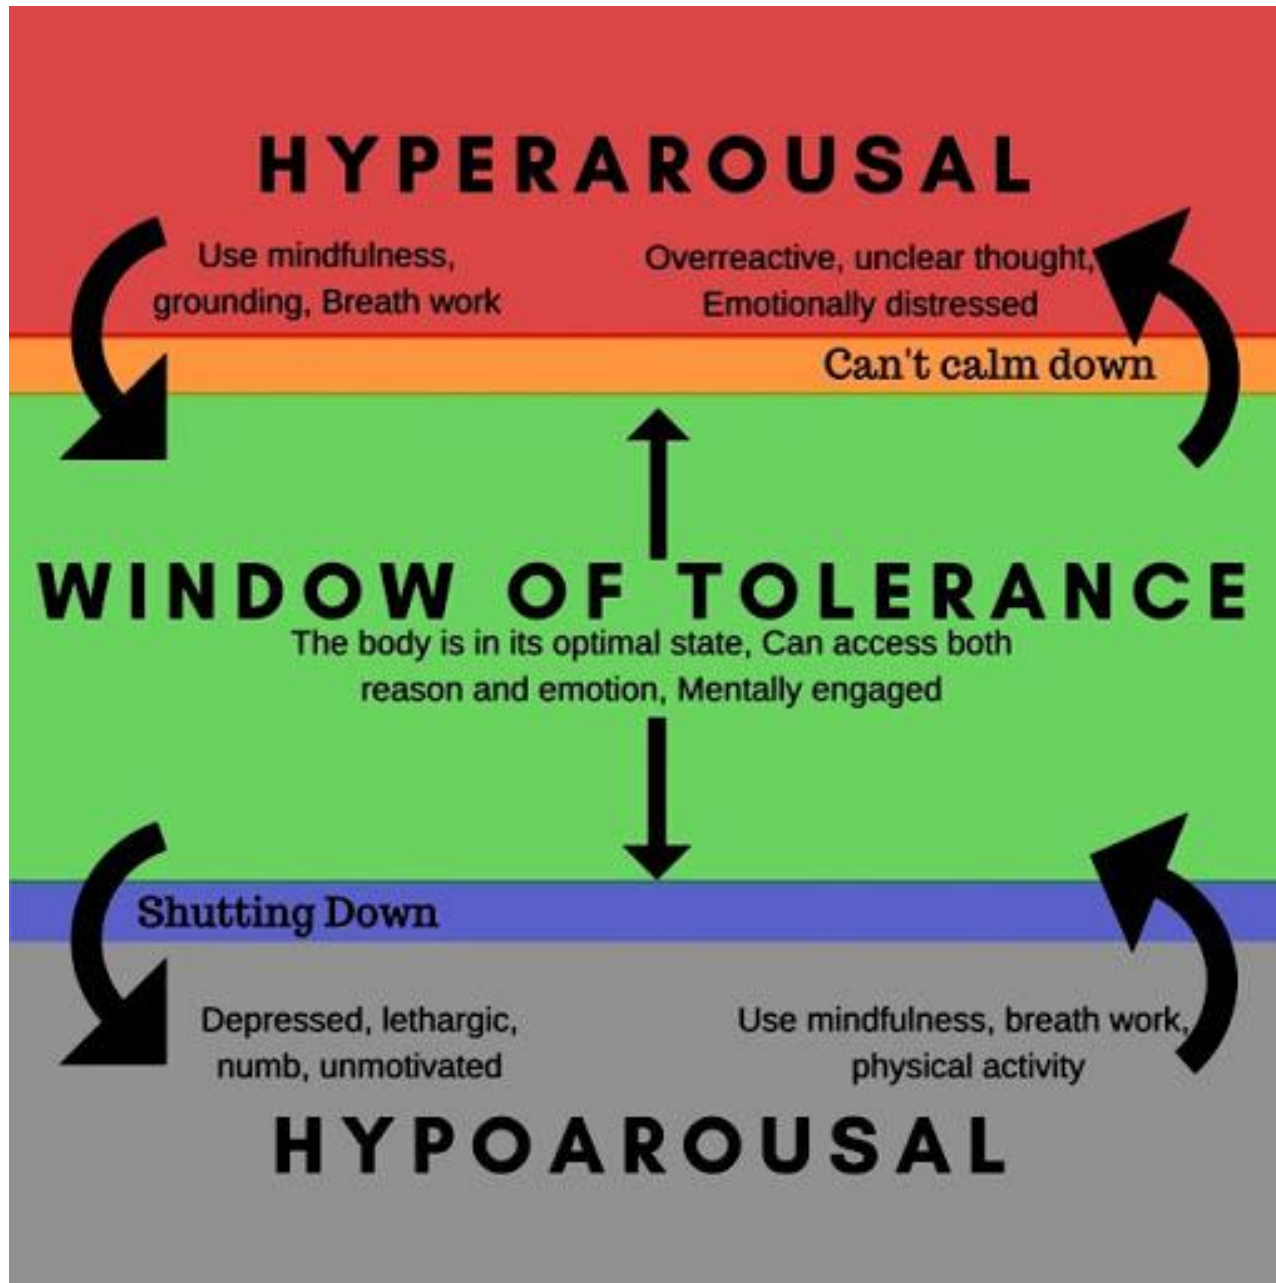 HYPERAROUSAL
Use mindfulness,
grounding, Breath work
Overreactive, unclear thought,
Emotionally distressed
Can't calm down
WINDOW OF TOLERANCE
The body is in its optimal state, Can access both
reason and emotion, Mentally engaged
Shutting Down
Depressed, lethargic,
numb, unmotivated
Use mindfulness, breath work,
physical activity
HYPOAROUSAL